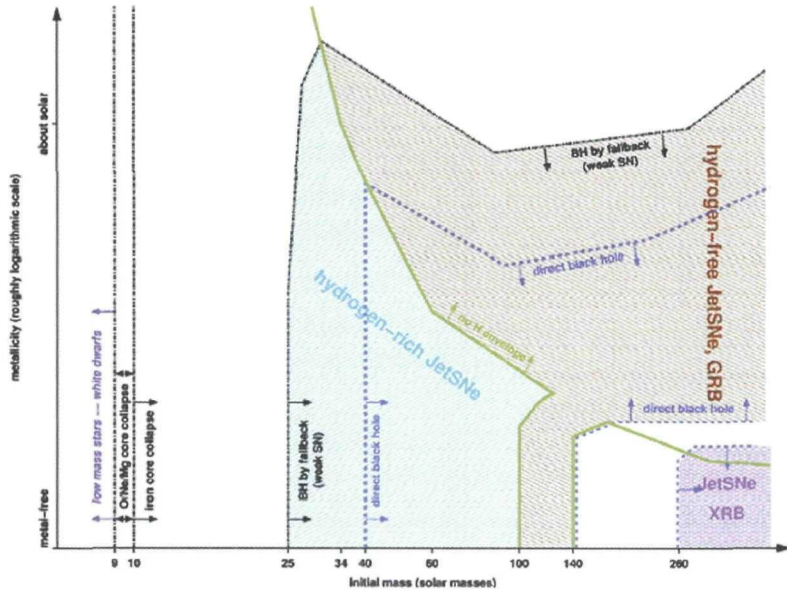 metallicity (roughly logarithmic scale)
about solar
metal-free
low mass stars -- white dwarfs
O/Ne/Mg core collapse
iron core collapse
BH by fallback
(weak SN)
direct black hole
hydrogen-rich JetSNe
no H envelope
BH by fallback
(weak SN)
direct black hole
hydrogen-free JetSNe, GRB
direct black hole
JetSNe
XRB
9 10 25 34 40 60 100 140 260
Initial mass (solar masses)